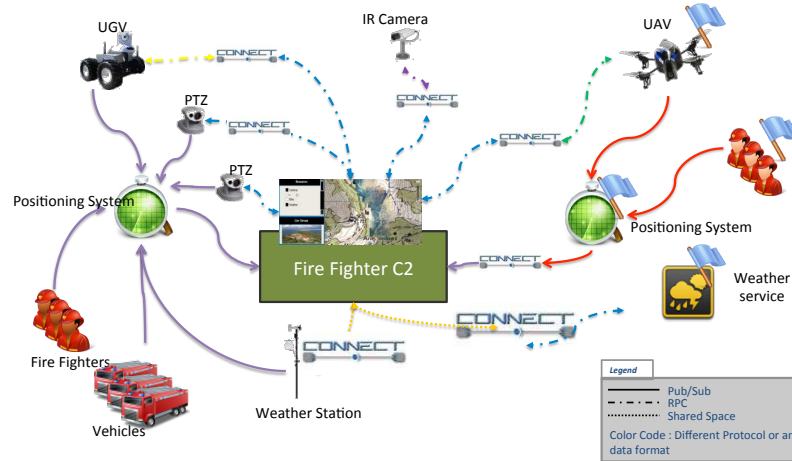 UGV
IR Camera
UAV
CONNECT
PTZ
CONNECT
CONNECT
CONNECT
PTZ
Positioning System
Positioning System
Fire Fighter C2
CONNECT
Weather
service
CONNECT
CONNECT
Fire Fighters
Weather Station
Vehicles
Legend
Pub/Sub
RPC
Shared Space
Color Code : Different Protocol or an
data format